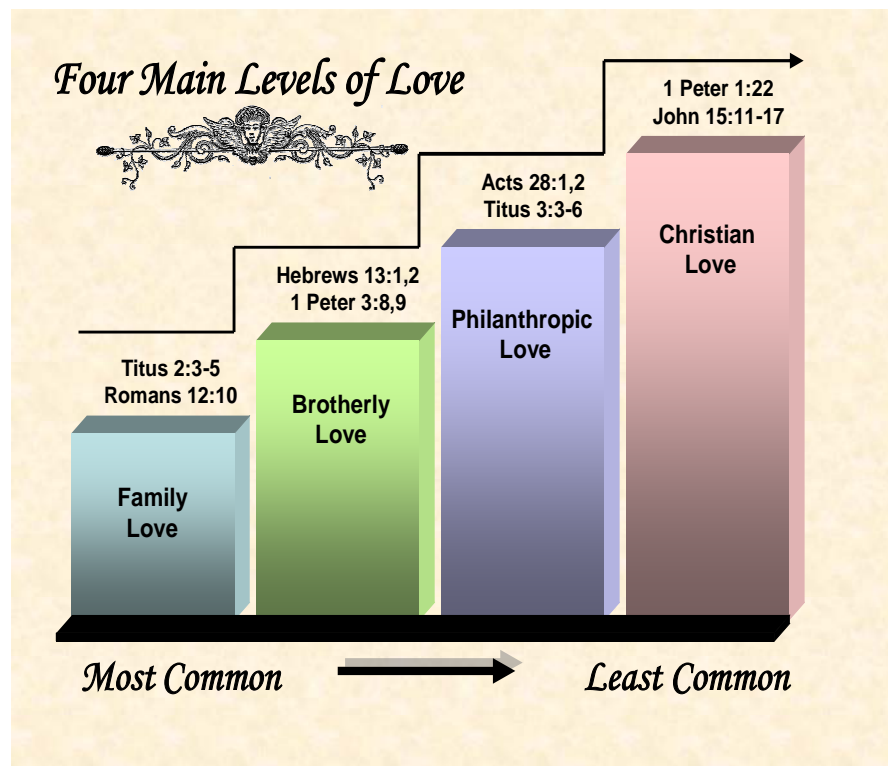 Four Main Levels of Love
1 Peter 1:22
John 15:11-17
Acts 28:1,2
Titus 3:3-6
Christian
Love
Hebrews 13:1,2
1 Peter 3:8,9
Philanthropic
Love
Titus 2:3-5
Romans 12:10
Brotherly
Love
Family
Love
Most Common
Least Common